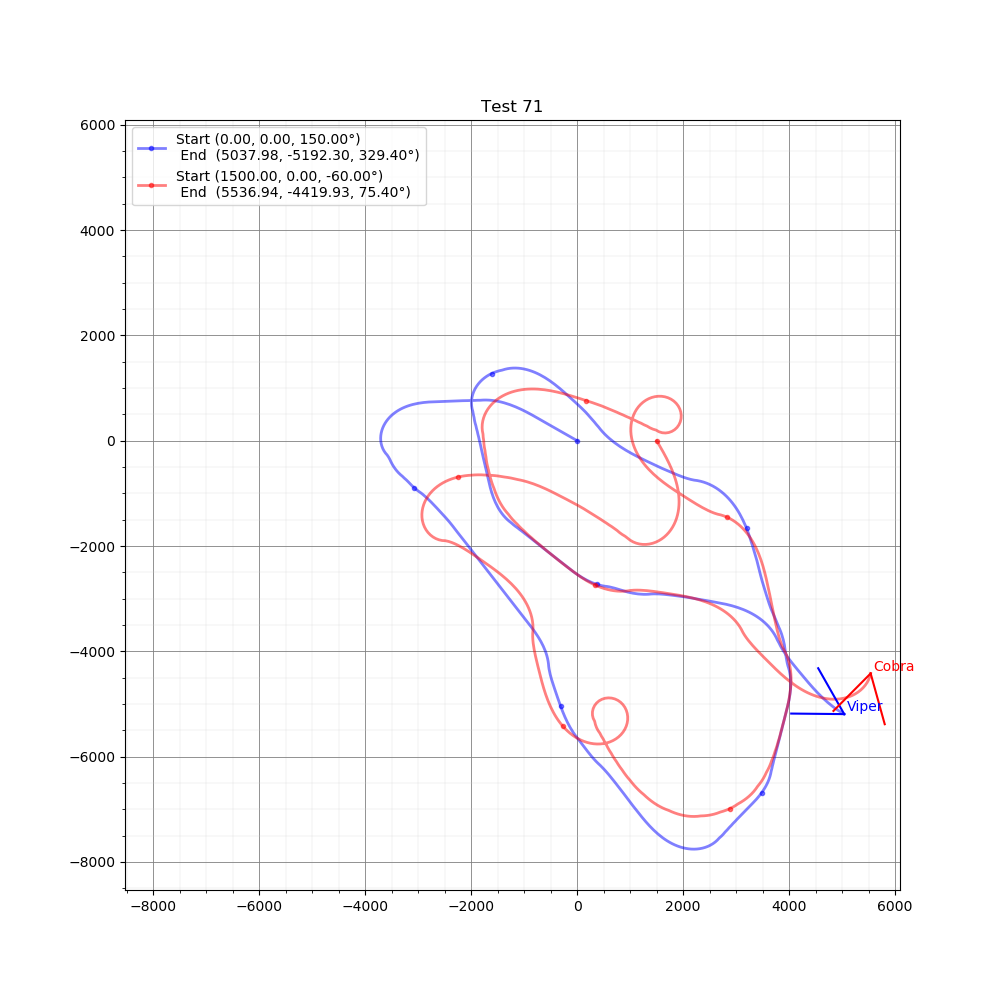 Test 71
Start (0.00, 0.00, 150.00°)
End (5037.98, -5192.30, 329.40°)
Start (1500.00, 0.00, -60.00°)
End (5536.94, -4419.93, 75.40°)
6000
4000
2000
0
−2000
−4000
−6000
−8000
Cobra
Viper
−8000 −6000 −4000 −2000 0 2000 4000 6000